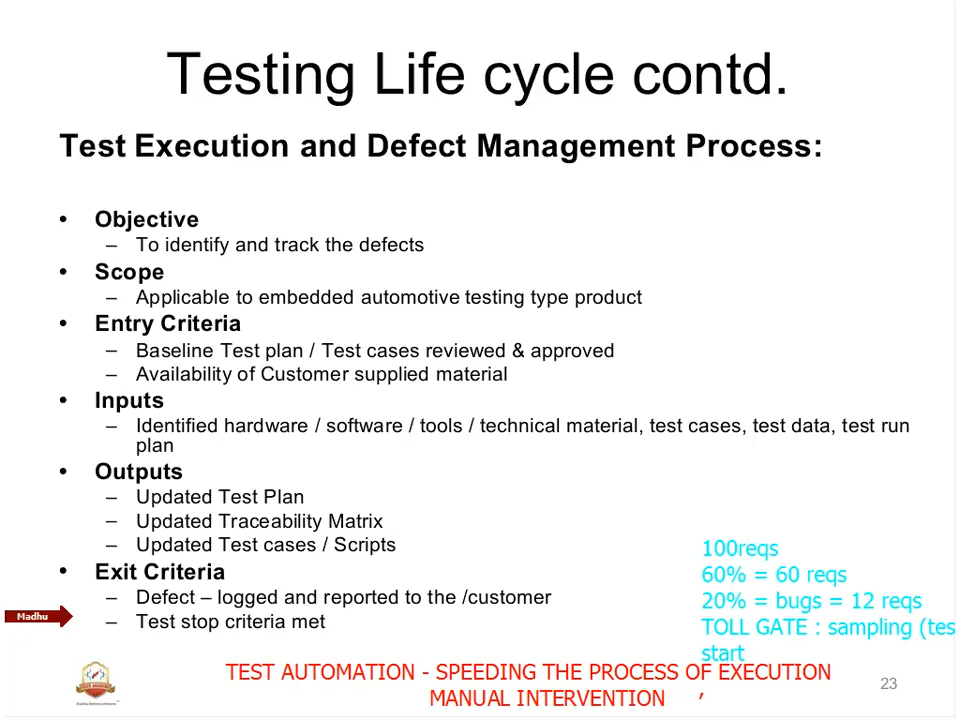 Testing Life cycle contd.
Test Execution and Defect Management Process:
• Objective
– To identify and track the defects
• Scope
– Applicable to embedded automotive testing type product
• Entry Criteria
– Baseline Test plan / Test cases reviewed & approved
– Availability of Customer supplied material
• Inputs
– Identified hardware / software / tools / technical material, test cases, test data, test run
plan
• Outputs
– Updated Test Plan
– Updated Traceability Matrix
– Updated Test cases / Scripts
• Exit Criteria
– Defect – logged and reported to the /customer
– Test stop criteria met
Madhu
100reqs
60% = 60 reqs
20% = bugs = 12 reqs
TOLL GATE : sampling (tes
start
TEST AUTOMATION - SPEEDING THE PROCESS OF EXECUTION
MANUAL INTERVENTION ,
23